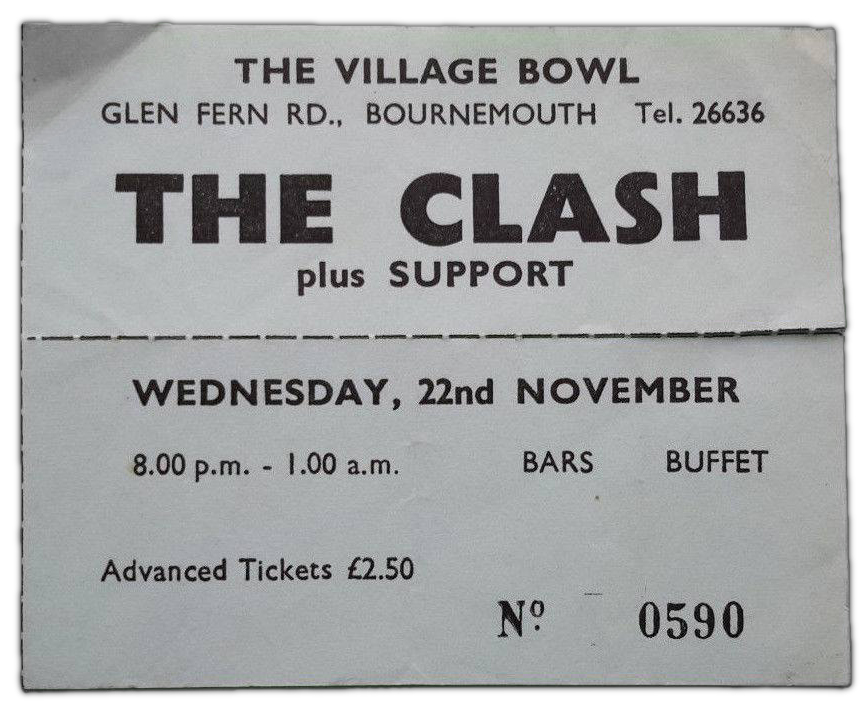 THE VILLAGE BOWL
GLEN FERN RD., BOURNEMOUTH Tel. 26636
THE CLASH
plus SUPPORT
WEDNESDAY, 22nd NOVEMBER
8.00 p.m. - 1.00 a.m. BARS BUFFET
Advanced Tickets £2.50
Nº 0590